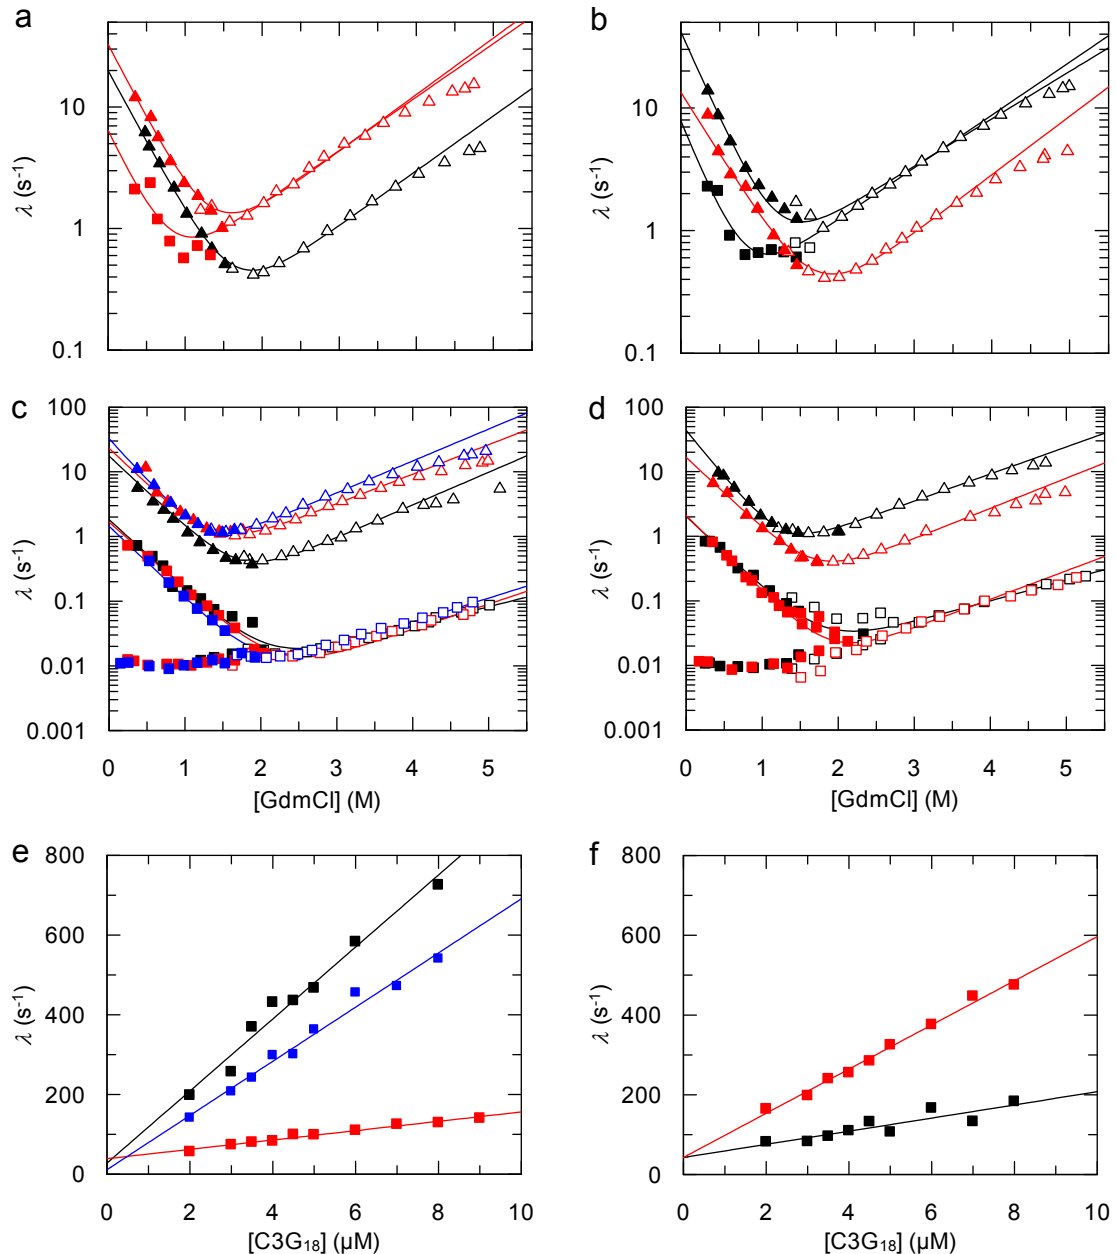 a
b
10
1
0.1
λ (s⁻¹)
10
1
0.1
λ (s⁻¹)
c
d
100
10
1
0.1
0.01
0.001
λ (s⁻¹)
0 1 2 3 4 5
[GdmCl] (M)
100
10
1
0.1
0.01
0.001
λ (s⁻¹)
0 1 2 3 4 5
[GdmCl] (M)
e
f
800
600
400
200
0
λ (s⁻¹)
0 2 4 6 8 10
[C3G₁₈] (µM)
800
600
400
200
0
λ (s⁻¹)
0 2 4 6 8 10
[C3G₁₈] (µM)